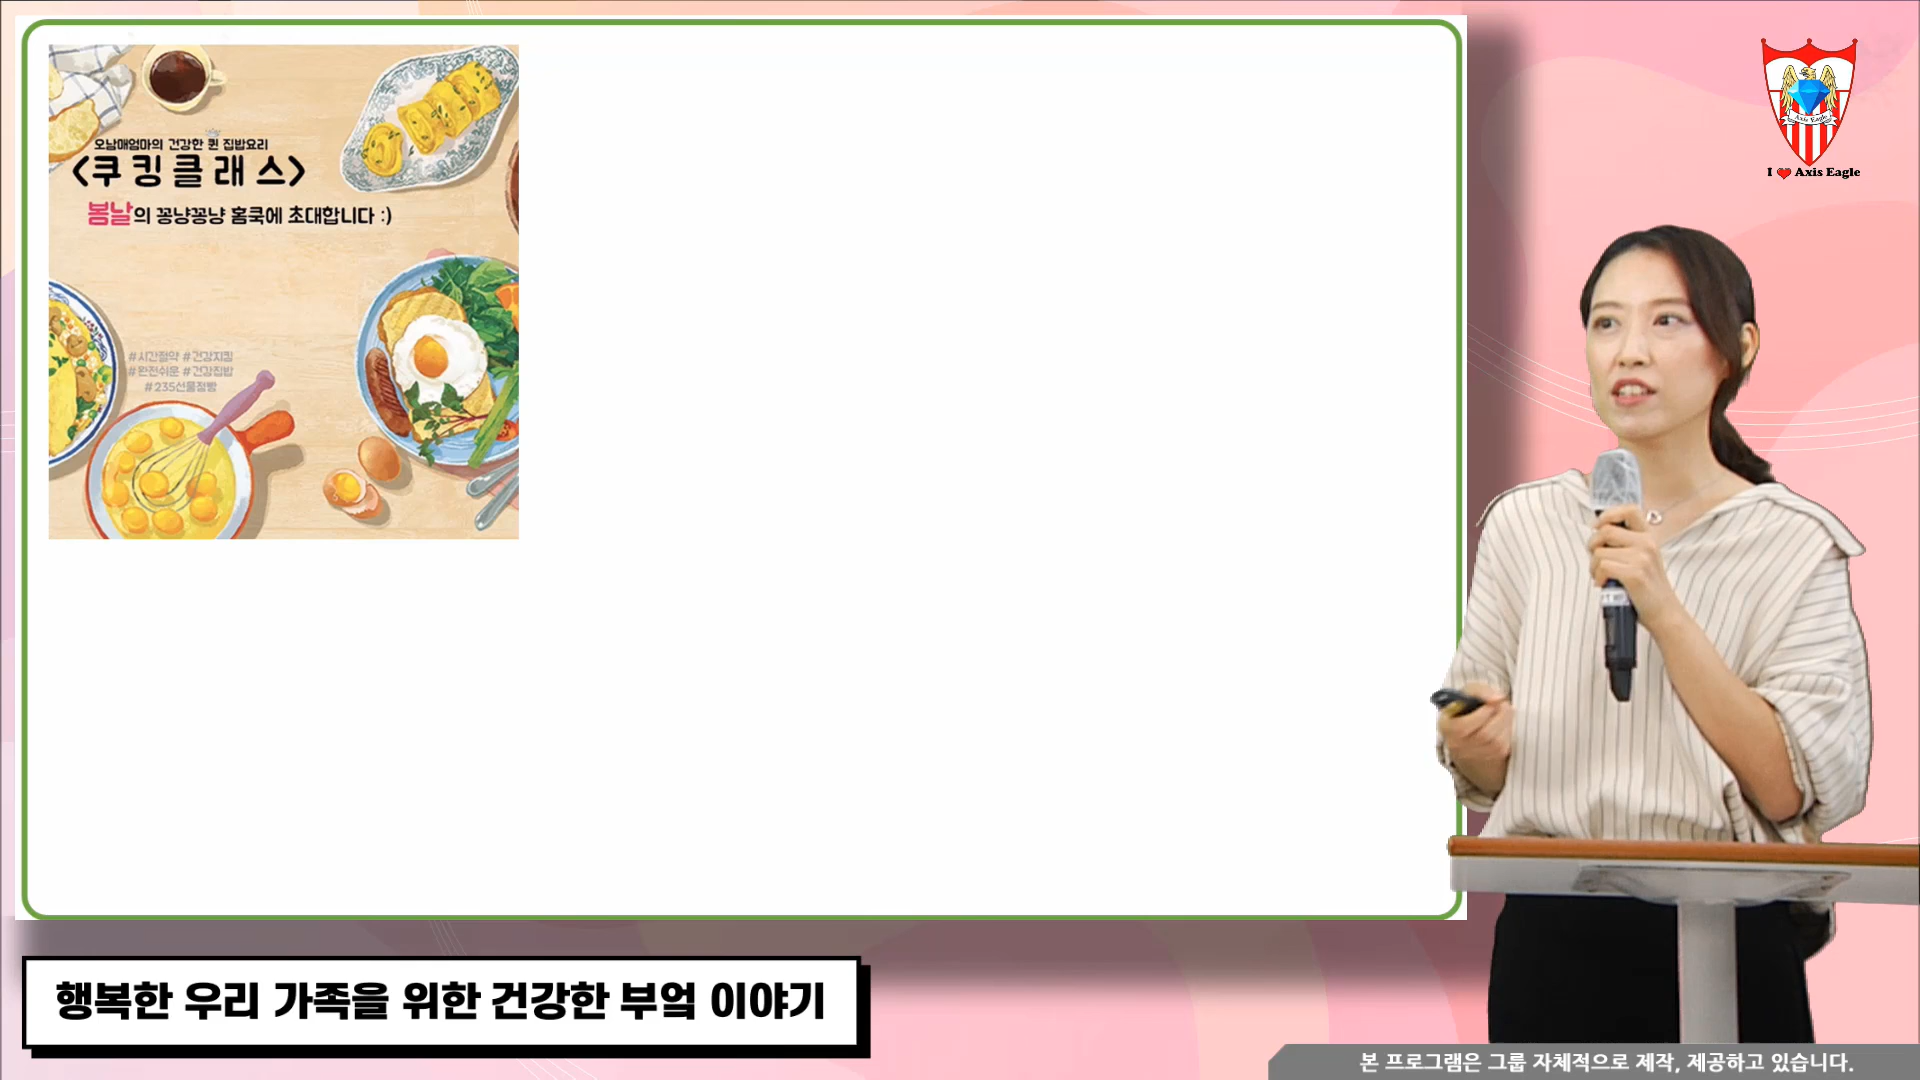 오남매엄마의 건강한 퀸 집밥요리
<쿠킹클래스>
봄날의 꽁냥꽁냥 홈쿡에 초대합니다 :)
#시간절약 #건강지킴
#완전쉬운 #건강집밥
#235선물점빵
Axis Eagle
I ❤ Axis Eagle
행복한 우리 가족을 위한 건강한 부엌 이야기
본 프로그램은 그룹 자체적으로 제작, 제공하고 있습니다.